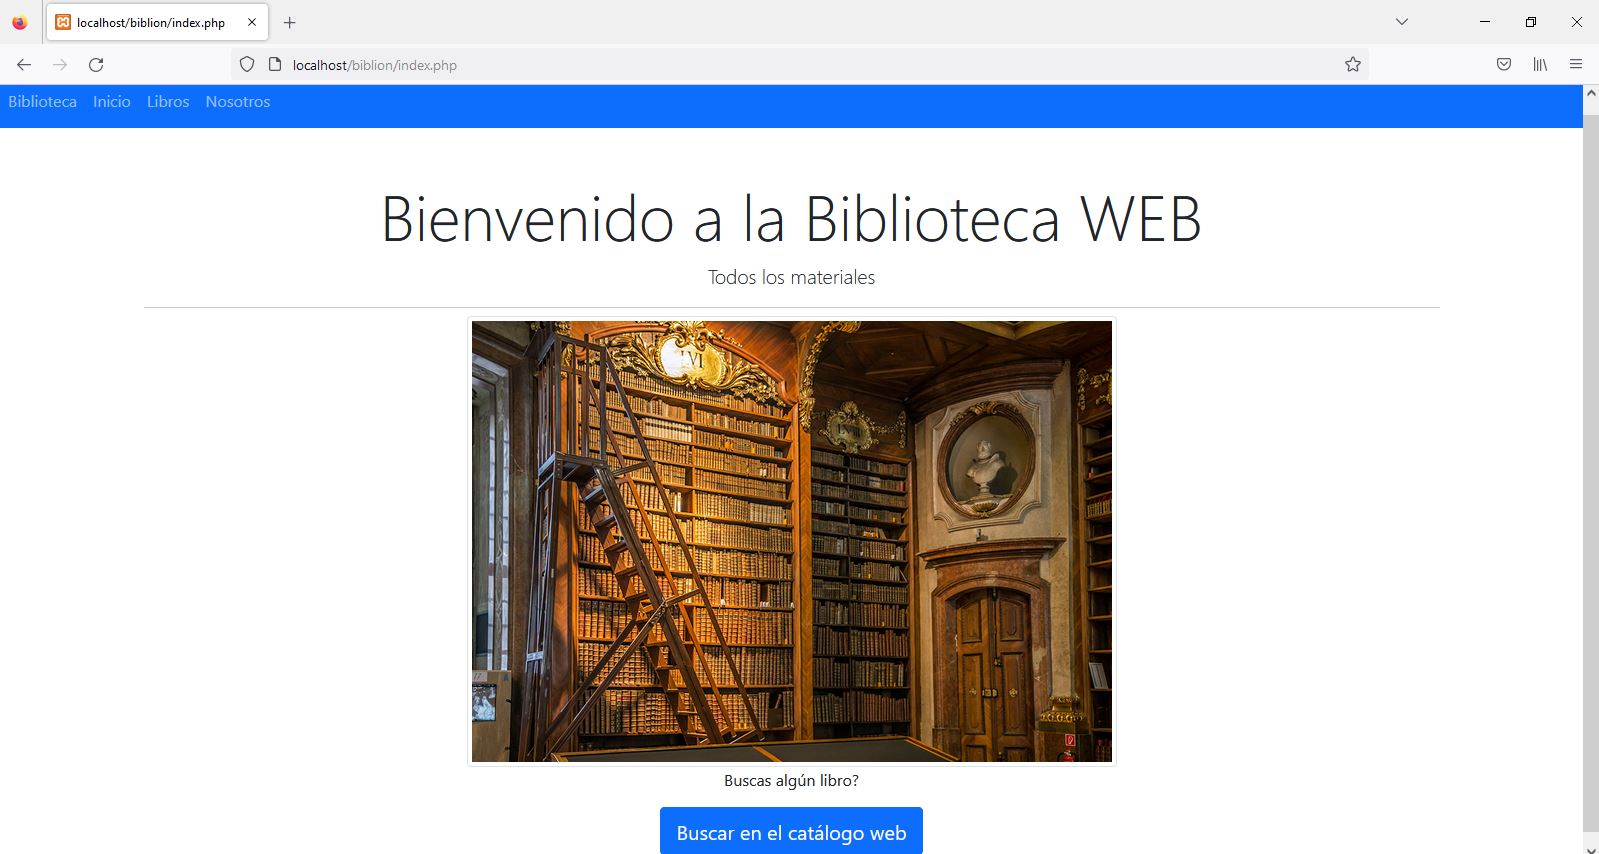 localhost/biblion/index.php
localhost/biblion/index.php
Biblioteca Inicio Libros Nosotros
Bienvenido a la Biblioteca WEB
Todos los materiales
LVI
Buscas algún libro?
Buscar en el catálogo web